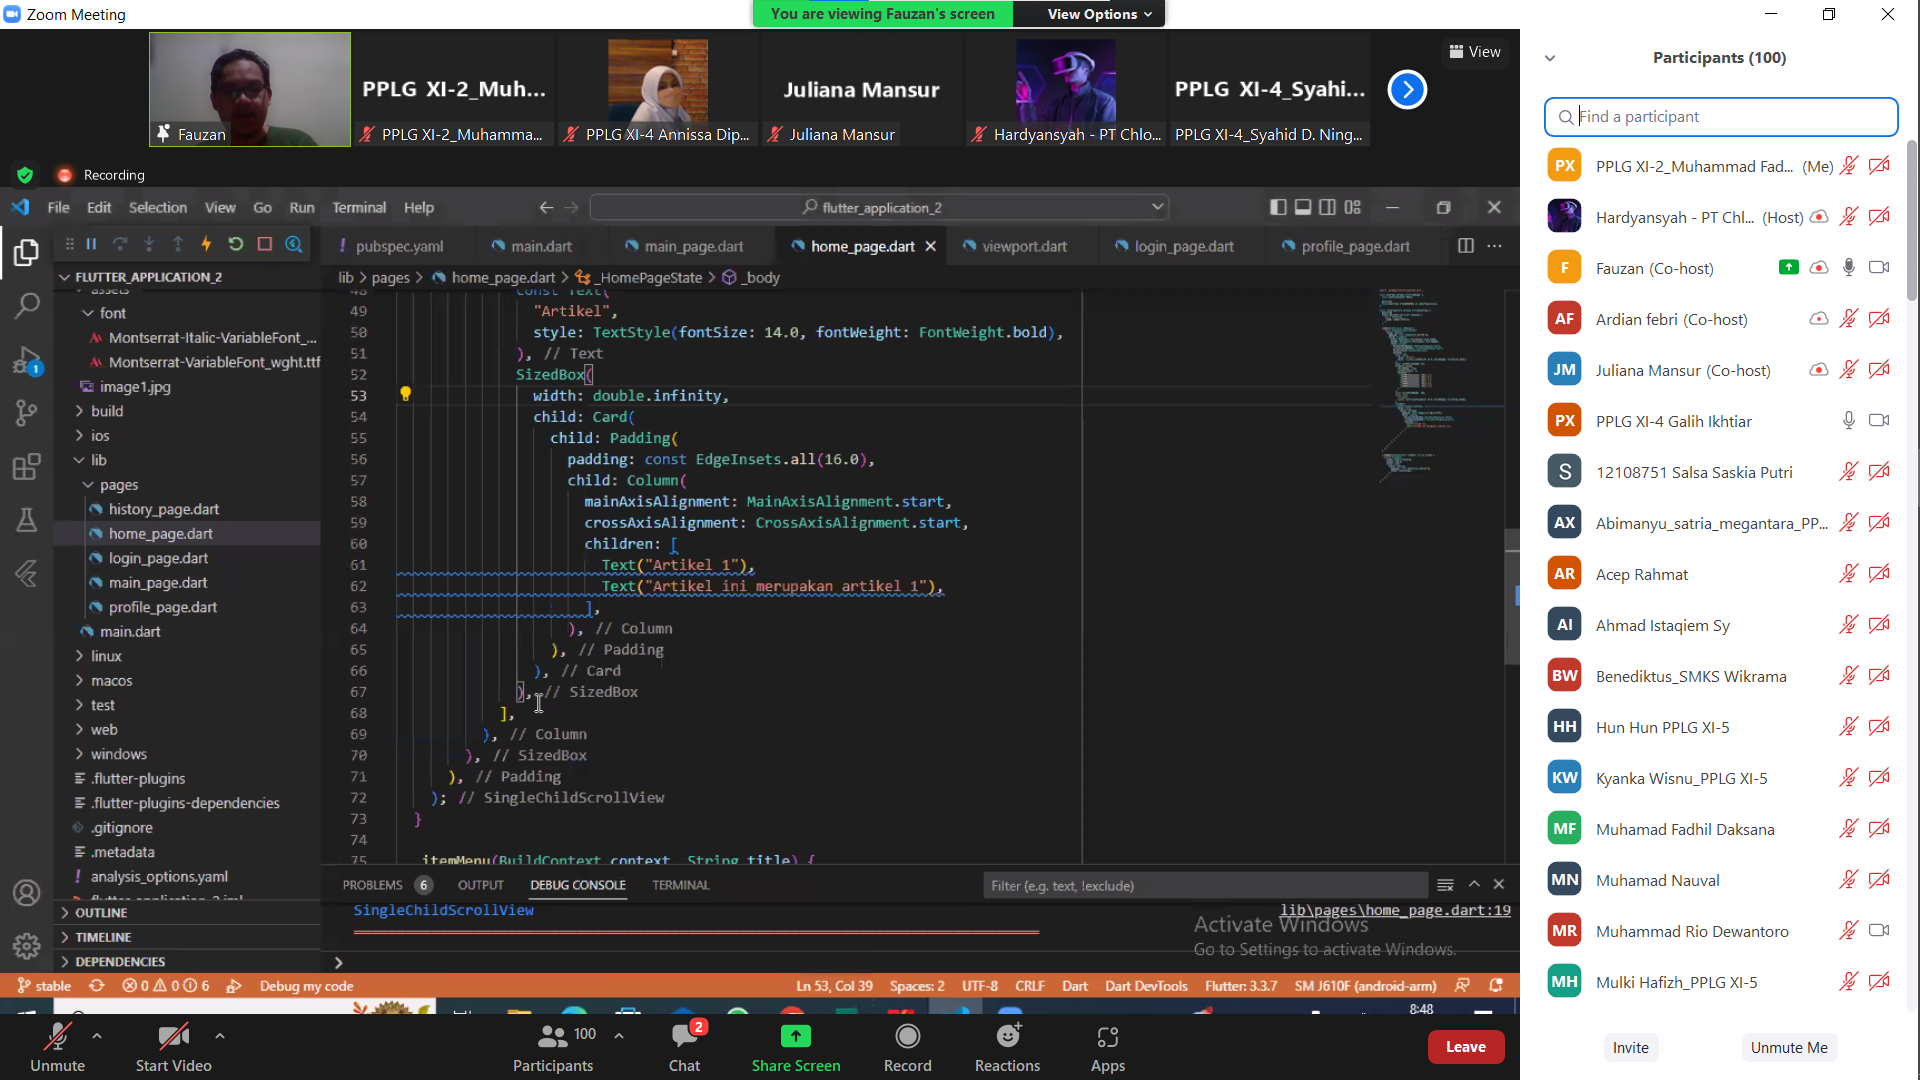 Zoom Meeting
You are viewing Fauzan's screen
View Options
PPLG XI-2_Muh...
Juliana Mansur
PPLG XI-4_Syahi...
View
Fauzan
PPLG XI-2_Muhamma...
PPLG XI-4 Annissa Dip...
Juliana Mansur
Hardyansyah - PT Chlo...
PPLG XI-4_Syahid D. Ning...
Recording
File Edit Selection View Go Run Terminal Help
flutter_application_2
pubspec.yaml
main.dart
main_page.dart
home_page.dart
viewport.dart
login_page.dart
profile_page.dart
lib > pages > home_page.dart > _HomePageState > _body
FLUTTER_APPLICATION_2
assets
font
Montserrat-Italic-VariableFont_...
Montserrat-VariableFont_wght.ttf
image1.jpg
build
ios
lib
pages
history_page.dart
home_page.dart
login_page.dart
main_page.dart
profile_page.dart
main.dart
linux
macos
test
web
windows
.flutter-plugins
.flutter-plugins-dependencies
.gitignore
.metadata
analysis_options.yaml
flutter_application_2.iml
OUTLINE
TIMELINE
DEPENDENCIES
48 const Text(
49 "Artikel",
50 style: TextStyle(fontSize: 14.0, fontWeight: FontWeight.bold),
51 ), // Text
52 SizedBox(
53 width: double.infinity,
54 child: Card(
55 child: Padding(
56 padding: const EdgeInsets.all(16.0),
57 child: Column(
58 mainAxisAlignment: MainAxisAlignment.start,
59 crossAxisAlignment: CrossAxisAlignment.start,
60 children: [
61 Text("Artikel 1"),
62 Text("Artikel ini merupakan artikel 1"),
63 ],
64 ), // Column
65 ), // Padding
66 ), // Card
67 ), // SizedBox
68 ],
69 ), // Column
70 ), // SizedBox
71 ), // Padding
72 ); // SingleChildScrollView
73 }
74
75 itemMenu(BuildContext context, String title) {
PROBLEMS 6 OUTPUT DEBUG CONSOLE TERMINAL
Filter (e.g. text, !exclude)
SingleChildScrollView
lib\pages\home_page.dart:19
Activate Windows
Go to Settings to activate Windows.
stable 0 0 6 Debug my code
Ln 53, Col 39 Spaces: 2 UTF-8 CRLF Dart Dart DevTools Flutter: 3.3.7 SM J610F (android-arm)
8:48
Unmute
Start Video
Participants
100
Chat
2
Share Screen
Record
Reactions
Apps
Leave
Participants (100)
Find a participant
PX PPLG XI-2_Muhammad Fad... (Me)
Hardyansyah - PT Chl... (Host)
F Fauzan (Co-host)
AF Ardian febri (Co-host)
JM Juliana Mansur (Co-host)
PX PPLG XI-4 Galih Ikhtiar
S 12108751 Salsa Saskia Putri
AX Abimanyu_satria_megantara_PP...
AR Acep Rahmat
AI Ahmad Istaqiem Sy
BW Benediktus_SMKS Wikrama
HH Hun Hun PPLG XI-5
KW Kyanka Wisnu_PPLG XI-5
MF Muhamad Fadhil Daksana
MN Muhamad Nauval
MR Muhammad Rio Dewantoro
MH Mulki Hafizh_PPLG XI-5
Invite
Unmute Me